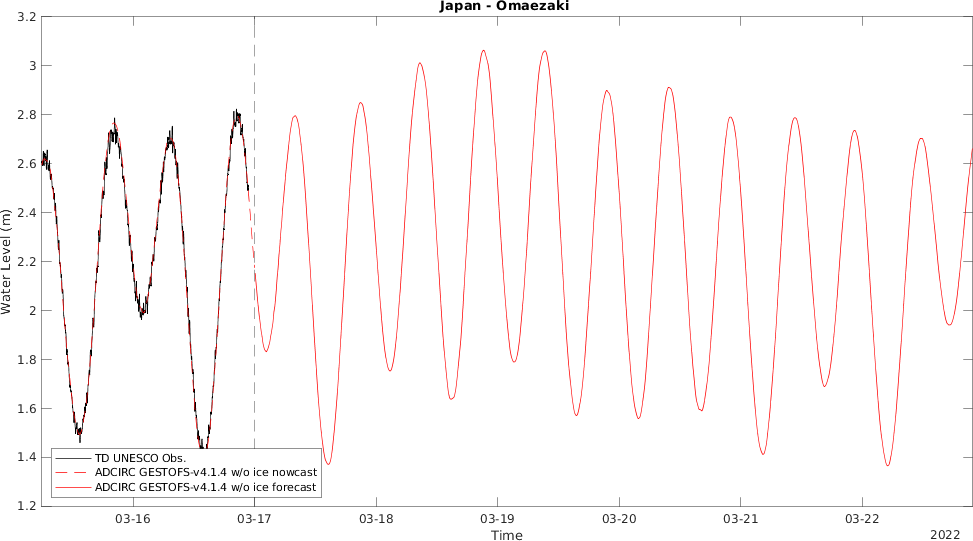 Japan - Omaezaki
Water Level (m)
3.2
3
2.8
2.6
2.4
2.2
2
1.8
1.6
1.4
1.2
TD UNESCO Obs.
ADCIRC GESTOFS-v4.1.4 w/o ice nowcast
ADCIRC GESTOFS-v4.1.4 w/o ice forecast
03-16 03-17 03-18 03-19 03-20 03-21 03-22
Time
2022